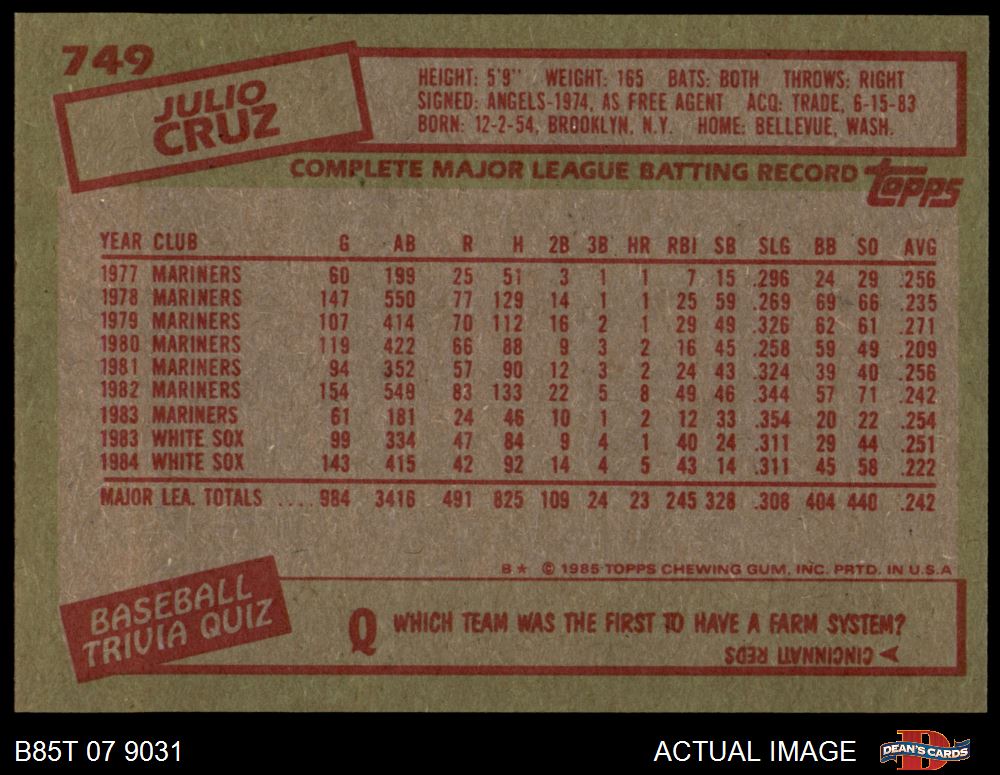 749
JULIO
CRUZ
HEIGHT: 5'9" WEIGHT: 165 BATS: BOTH THROWS: RIGHT
SIGNED: ANGELS-1974, AS FREE AGENT ACQ: TRADE, 6-15-83
BORN: 12-2-54, BROOKLYN, N.Y. HOME: BELLEVUE, WASH.
COMPLETE MAJOR LEAGUE BATTING RECORD topps
YEAR CLUB G AB R H 2B 3B HR RBI SB SLG BB SO AVG
1977 MARINERS 60 199 25 51 3 1 1 7 15 .296 24 29 .256
1978 MARINERS 147 550 77 129 14 1 1 25 59 .269 69 66 .235
1979 MARINERS 107 414 70 112 16 2 1 29 49 .326 62 61 .271
1980 MARINERS 119 422 66 88 9 3 2 16 45 .258 59 49 .209
1981 MARINERS 94 352 57 90 12 3 2 24 43 .324 39 40 .256
1982 MARINERS 154 549 83 133 22 5 8 49 46 .344 57 71 .242
1983 MARINERS 61 181 24 46 10 1 2 12 33 .354 20 22 .254
1983 WHITE SOX 99 334 47 84 9 4 1 40 24 .311 29 44 .251
1984 WHITE SOX 143 415 42 92 14 4 5 43 14 .311 45 58 .222
MAJOR LEA. TOTALS .... 984 3416 491 825 109 24 23 245 328 .308 404 440 .242
B* © 1985 TOPPS CHEWING GUM, INC. PRTD. IN U.S.A
BASEBALL
TRIVIA QUIZ
Q WHICH TEAM WAS THE FIRST TO HAVE A FARM SYSTEM?
CINCINNATI REDS
B85T 07 9031
ACTUAL IMAGE
D
DEAN'S CARDS